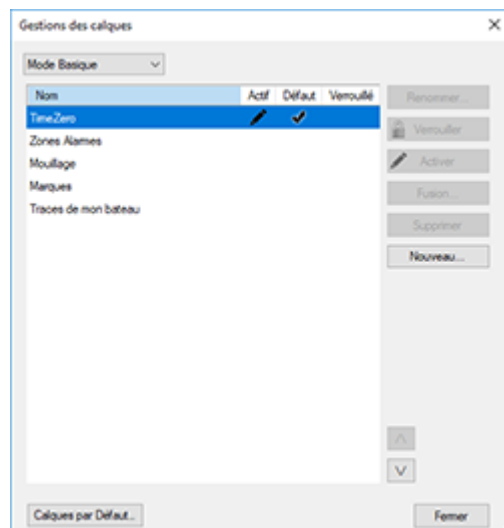 Gestions des calques
Mode Basique
Nom Actif Défaut Verrouillé
TimeZero
Zones Alarmes
Mouillage
Marques
Traces de mon bateau
Renommer...
Verrouiller
Activer
Fusion...
Supprimer
Nouveau...
Calques par Défaut...
Fermer